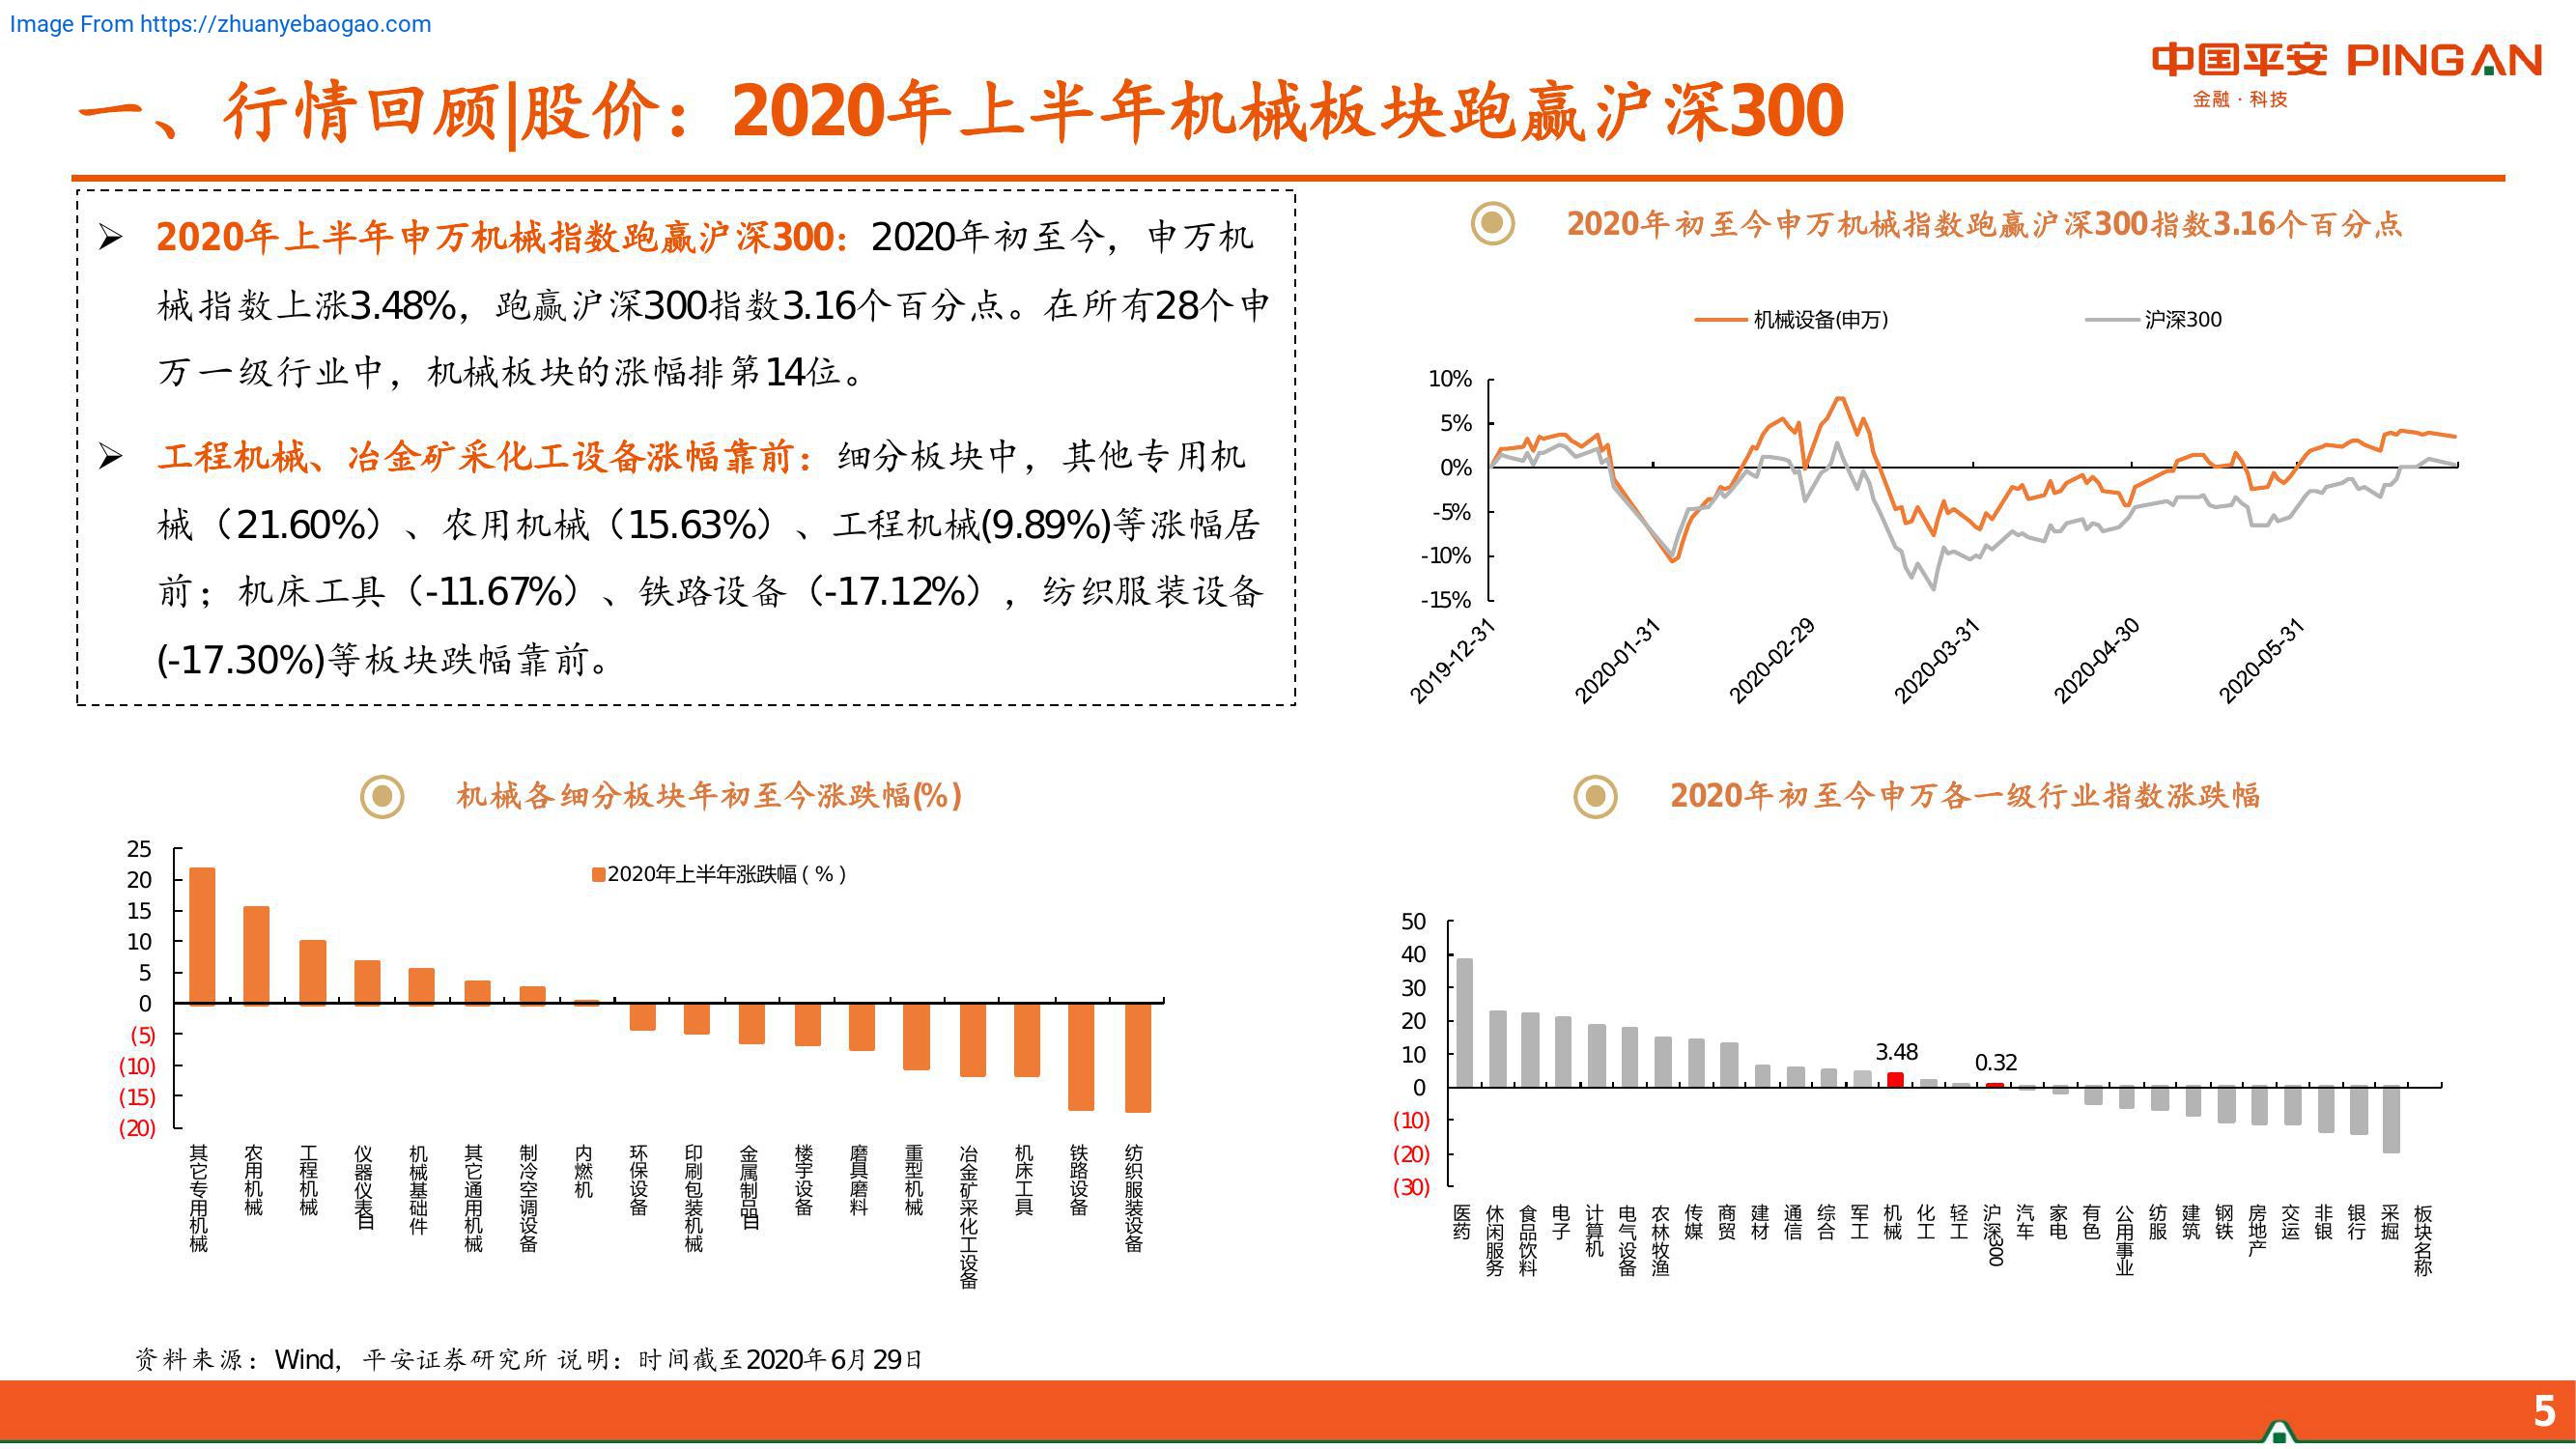 Image From https://zhuanyebaogao.com
中国平安 PINGAN
金融·科技
一、行情回顾|股价：2020年上半年机械板块跑赢沪深300
➢ 2020年上半年申万机械指数跑赢沪深300：2020年初至今，申万机
械指数上涨3.48%，跑赢沪深300指数3.16个百分点。在所有28个申
万一级行业中，机械板块的涨幅排第14位。
➢ 工程机械、冶金矿采化工设备涨幅靠前：细分板块中，其他专用机
械（21.60%）、农用机械（15.63%）、工程机械(9.89%)等涨幅居
前；机床工具（-11.67%）、铁路设备（-17.12%），纺织服装设备
(-17.30%)等板块跌幅靠前。
2020年初至今申万机械指数跑赢沪深300指数3.16个百分点
机械设备(申万)
沪深300
10%
5%
0%
-5%
-10%
-15%
2019-12-31
2020-01-31
2020-02-29
2020-03-31
2020-04-30
2020-05-31
机械各细分板块年初至今涨跌幅(%)
2020年上半年涨跌幅（%）
25
20
15
10
5
0
(5)
(10)
(15)
(20)
其它专用机械
农用机械
工程机械
仪器仪表目
机械基础件
其它通用机械
制冷空调设备
内燃机
环保设备
印刷包装机械
金属制品目
楼宇设备
磨具磨料
重型机械
冶金矿采化工设备
机床工具
铁路设备
纺织服装设备
2020年初至今申万各一级行业指数涨跌幅
50
40
30
20
10
0
(10)
(20)
(30)
3.48
0.32
医药
休闲服务
食品饮料
电子
计算机
电气设备
农林牧渔
传媒
商贸
建材
通信
综合
军工
机械
化工
轻工
沪深300
汽车
家电
有色
公用事业
纺服
建筑
钢铁
房地产
交运
非银
银行
采掘
板块名称
资料来源：Wind，平安证券研究所 说明：时间截至2020年6月29日
5